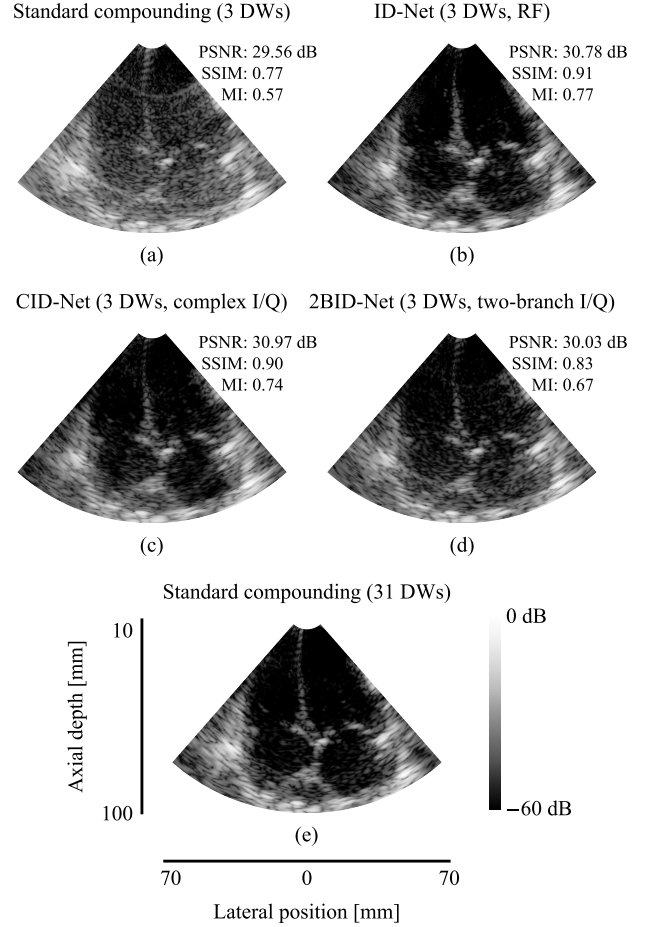 Standard compounding (3 DWs)
PSNR: 29.56 dB
SSIM: 0.77
MI: 0.57
(a)
ID-Net (3 DWs, RF)
PSNR: 30.78 dB
SSIM: 0.91
MI: 0.77
(b)
CID-Net (3 DWs, complex I/Q)
PSNR: 30.97 dB
SSIM: 0.90
MI: 0.74
(c)
2BID-Net (3 DWs, two-branch I/Q)
PSNR: 30.03 dB
SSIM: 0.83
MI: 0.67
(d)
Standard compounding (31 DWs)
10
Axial depth [mm]
100
0 dB
−60 dB
(e)
70 0 70
Lateral position [mm]